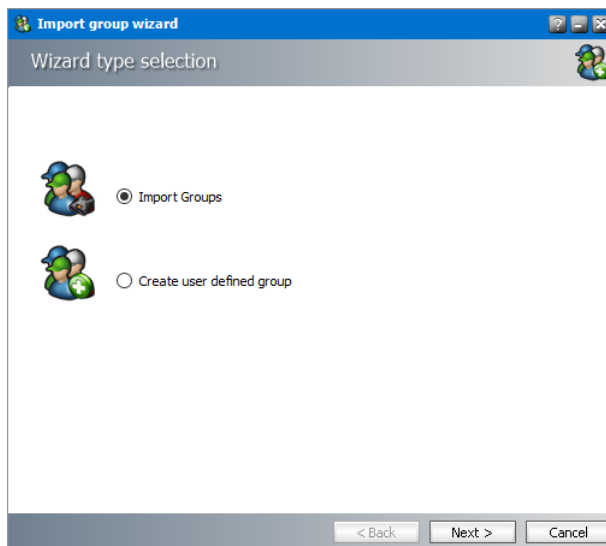 Import group wizard
Wizard type selection
Import Groups
Create user defined group
< Back Next > Cancel